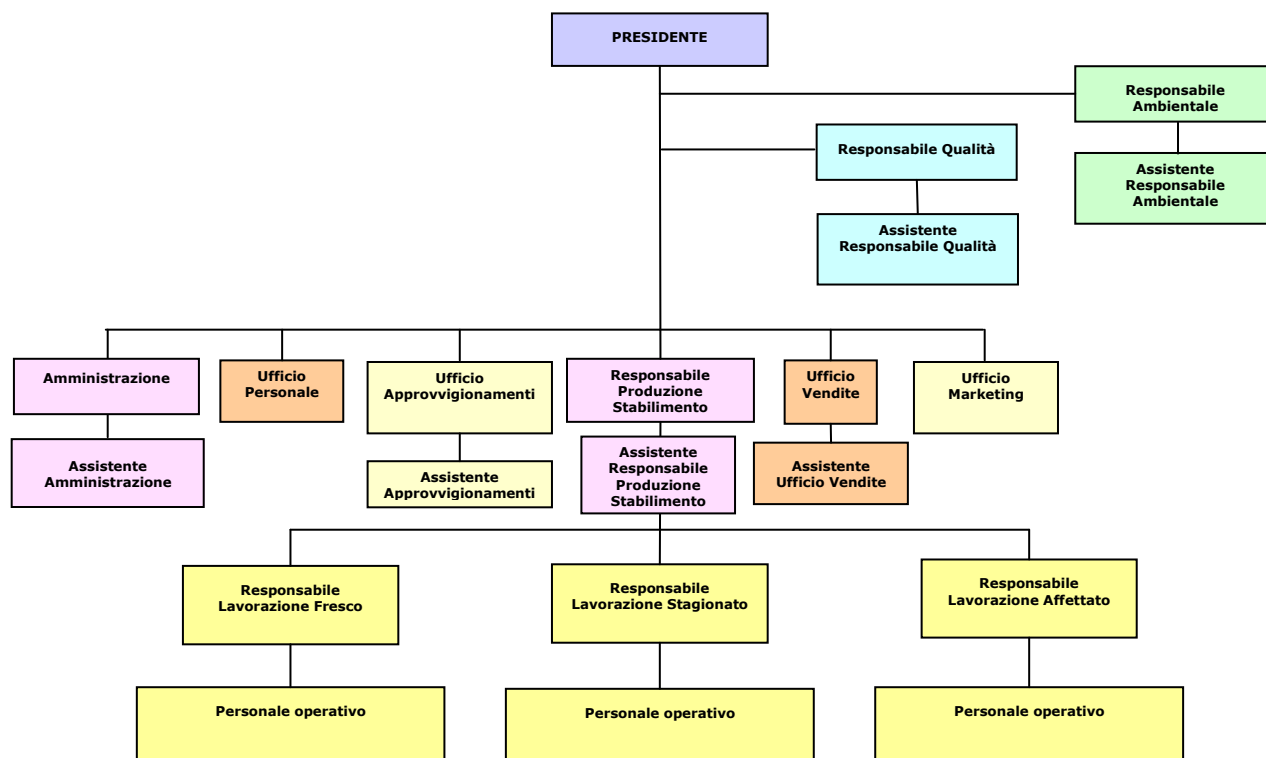 PRESIDENTE
Responsabile
Ambientale
Responsabile Qualità
Assistente
Responsabile
Ambientale
Assistente
Responsabile Qualità
Amministrazione
Ufficio
Personale
Ufficio
Approvvigionamenti
Responsabile
Produzione
Stabilimento
Ufficio
Vendite
Ufficio
Marketing
Assistente
Amministrazione
Assistente
Approvvigionamenti
Assistente
Responsabile
Produzione
Stabilimento
Assistente
Ufficio Vendite
Responsabile
Lavorazione Fresco
Responsabile
Lavorazione Stagionato
Responsabile
Lavorazione Affettato
Personale operativo
Personale operativo
Personale operativo